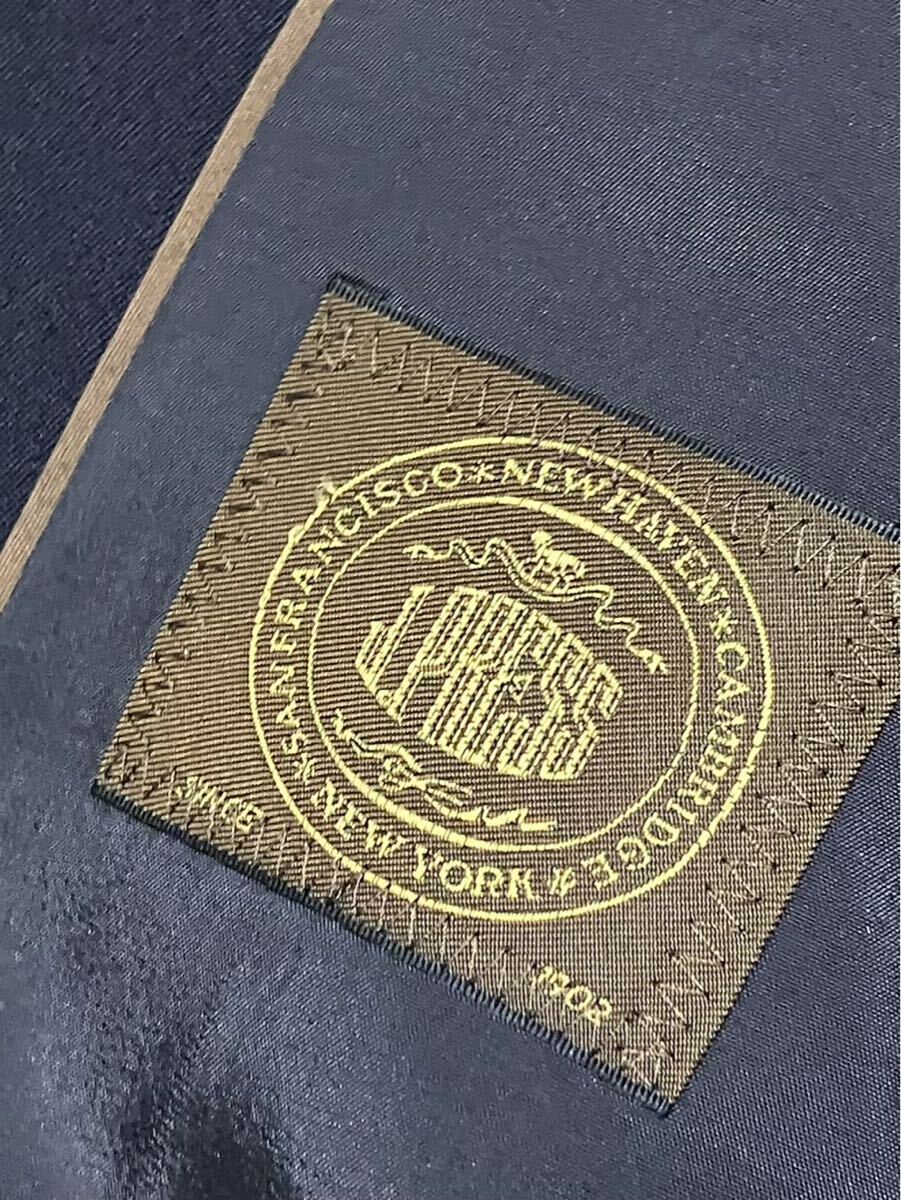 SAN FRANCISCO * NEW HAVEN * CAMBRIDGE * NEW YORK *
J. PRESS
SINCE 1902